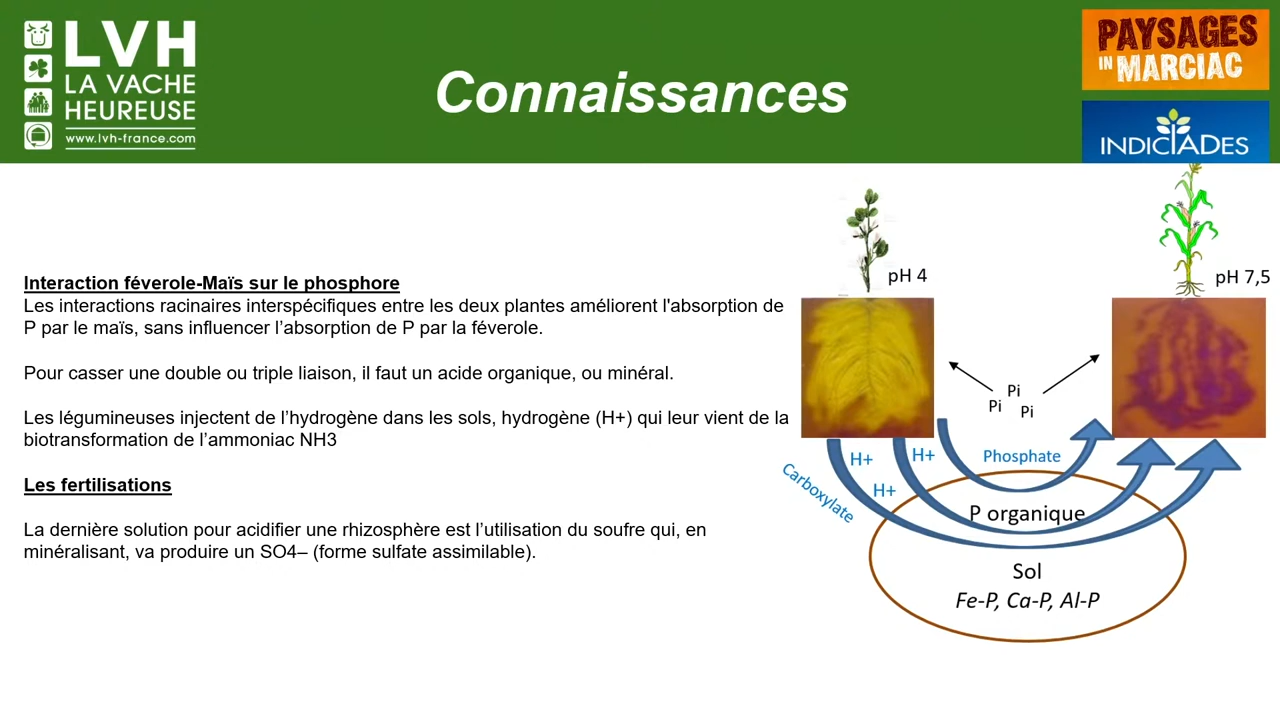 LVH
LA VACHE
HEUREUSE
www.lvh-france.com
Connaissances
PAYSAGES
IN MARCIAC
INDICIADES
Interaction féverole-Maïs sur le phosphore
Les interactions racinaires interspécifiques entre les deux plantes améliorent l'absorption de
P par le maïs, sans influencer l’absorption de P par la féverole.
Pour casser une double ou triple liaison, il faut un acide organique, ou minéral.
Les légumineuses injectent de l’hydrogène dans les sols, hydrogène (H+) qui leur vient de la
biotransformation de l’ammoniac NH3
Les fertilisations
La dernière solution pour acidifier une rhizosphère est l’utilisation du soufre qui, en
minéralisant, va produire un SO4– (forme sulfate assimilable).
pH 4
pH 7,5
Pi
Pi
Pi
H+
H+
Phosphate
Carboxylate
H+
P organique
Sol
Fe-P, Ca-P, Al-P